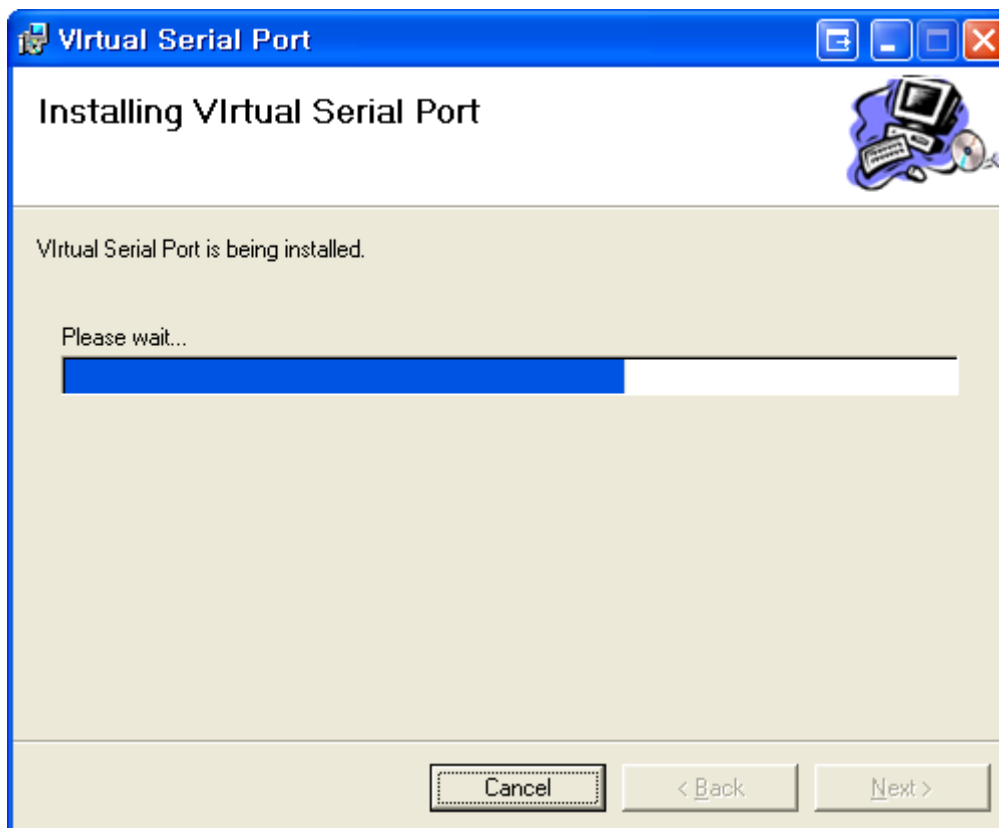 VIrtual Serial Port
Installing VIrtual Serial Port
VIrtual Serial Port is being installed.
Please wait...
Cancel
< Back
Next >